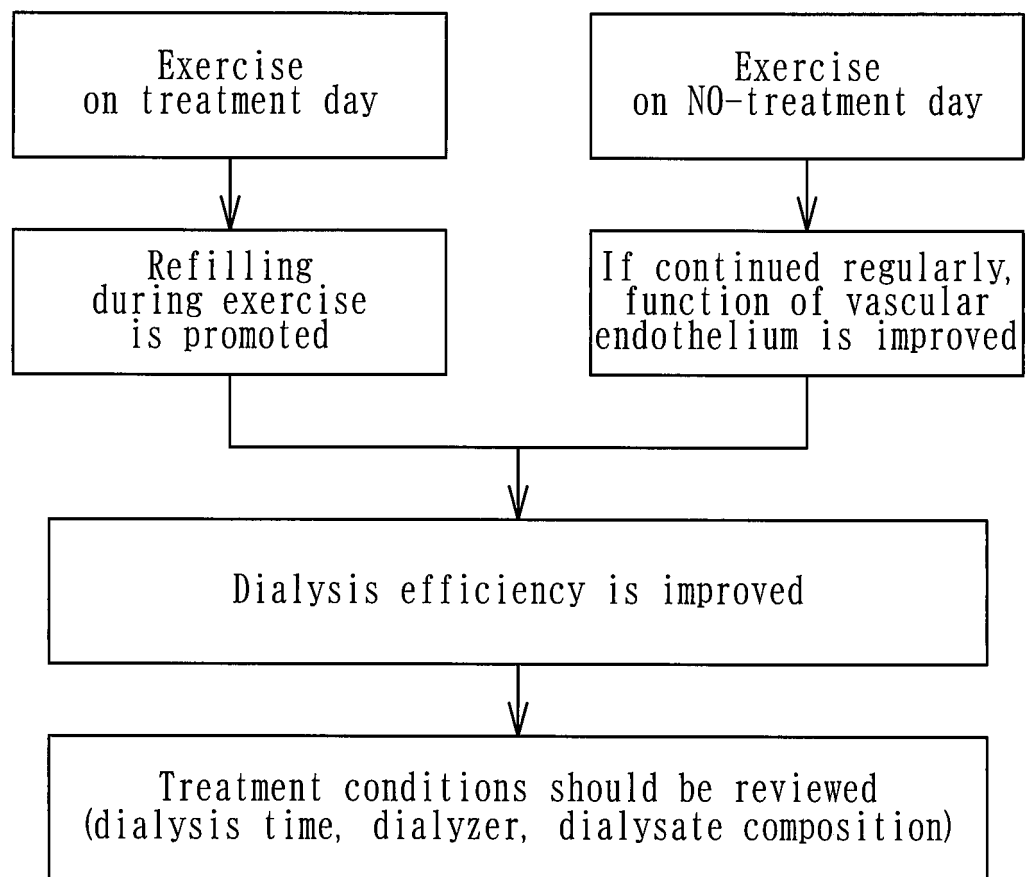 Exercise
on treatment day
Exercise
on NO-treatment day
Refilling
during exercise
is promoted
If continued regularly,
function of vascular
endothelium is improved
Dialysis efficiency is improved
Treatment conditions should be reviewed
(dialysis time, dialyzer, dialysate composition)